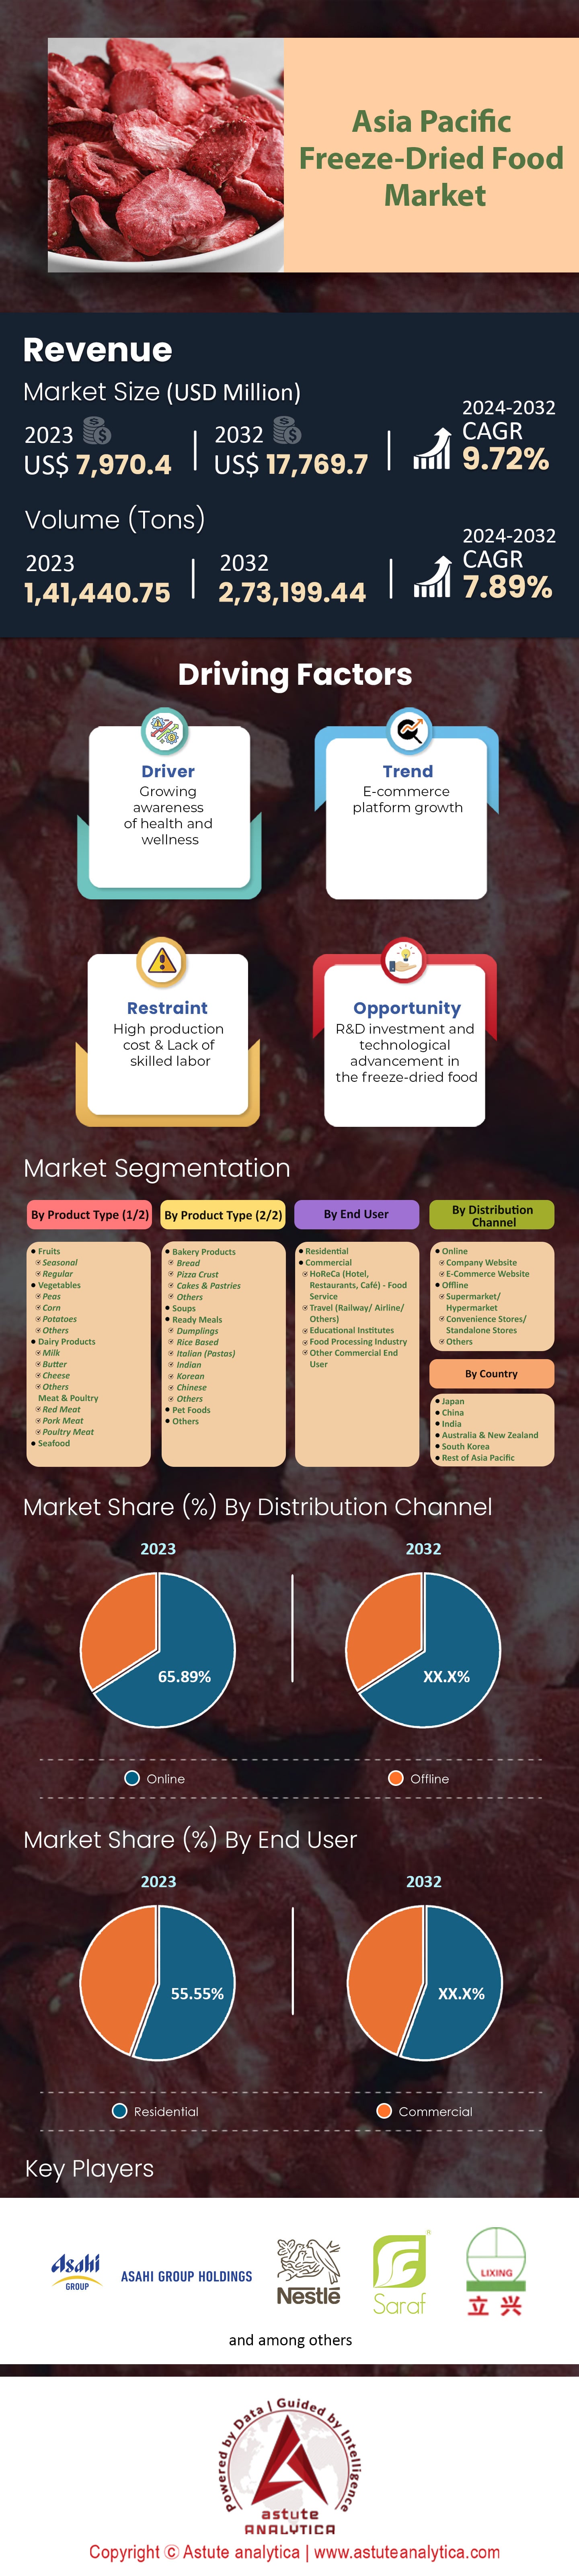 Asia Pacific
Freeze-Dried Food
Market
Revenue
Market Size (USD Million)
2023
US$ 7,970.4
2032
US$ 17,769.7
2024-2032
CAGR
9.72%
Volume (Tons)
2023
1,41,440.75
2032
2,73,199.44
2024-2032
CAGR
7.89%
Driving Factors
Driver
Growing
awareness
of health and
wellness
Trend
E-commerce
platform growth
Restraint
High production
cost & Lack of
skilled labor
Opportunity
R&D investment and
technological
advancement in
the freeze-dried food
Market Segmentation
By Product Type (1/2)
Fruits
Seasonal
Regular
Vegetables
Peas
Corn
Potatoes
Others
Dairy Products
Milk
Butter
Cheese
Others
Meat & Poultry
Red Meat
Pork Meat
Poultry Meat
Seafood
By Product Type (2/2)
Bakery Products
Bread
Pizza Crust
Cakes & Pastries
Others
Soups
Ready Meals
Dumplings
Rice Based
Italian (Pastas)
Indian
Korean
Chinese
Others
Pet Foods
Others
By End User
Residential
Commercial
HoReCa (Hotel,
Restaurants, Café) - Food
Service
Travel (Railway/ Airline/
Others)
Educational Institutes
Food Processing Industry
Other Commercial End
User
By Distribution
Channel
Online
Company Website
E-Commerce Website
Offline
Supermarket/
Hypermarket
Convenience Stores/
Standalone Stores
Others
By Country
Japan
China
India
Australia & New Zealand
South Korea
Rest of Asia Pacific
Market Share (%) By Distribution Channel
2023
2032
65.89%
XX.X%
Online
Offline
Market Share (%) By End User
2023
2032
55.55%
XX.X%
Residential
Commercial
Key Players
Asahi
GROUP
ASAHI GROUP HOLDINGS
Nestlé
Saraf
®
LIXING
立兴
and among others
Powered by Data | Guided by Intelligence
astute
ANALYTICA
Copyright © Astute analytica | www.astuteanalytica.com